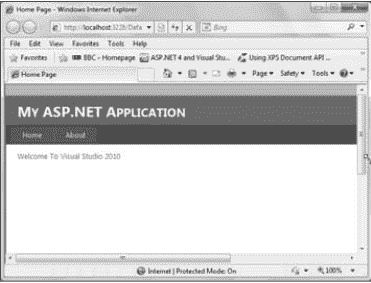 Home Page - Windows Internet Explorer
http://localhost:3226/Defa
Bing
File Edit View Favorites Tools Help
Favorites BBC - Homepage ASP.NET 4 and Visual Stu... Using XPS Document API ...
Home Page Page Safety Tools
MY ASP.NET APPLICATION
Home About
Welcome To Visual Studio 2010
Internet | Protected Mode: On 100%